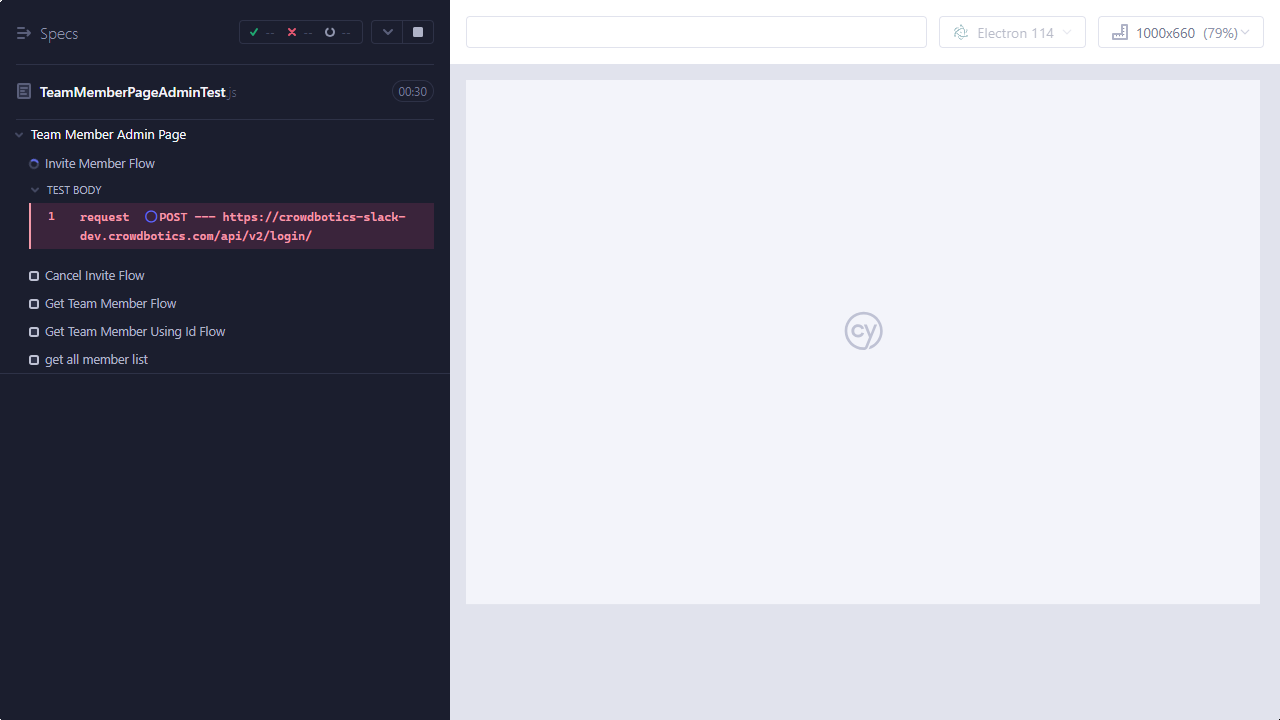 Specs
--
--
--
Electron 114
1000x660 (79%)
TeamMemberPageAdminTest.js
00:30
Team Member Admin Page
Invite Member Flow
TEST BODY
1 request POST --- https://crowdbotics-slack-
dev.crowdbotics.com/api/v2/login/
Cancel Invite Flow
Get Team Member Flow
Get Team Member Using Id Flow
get all member list
cy